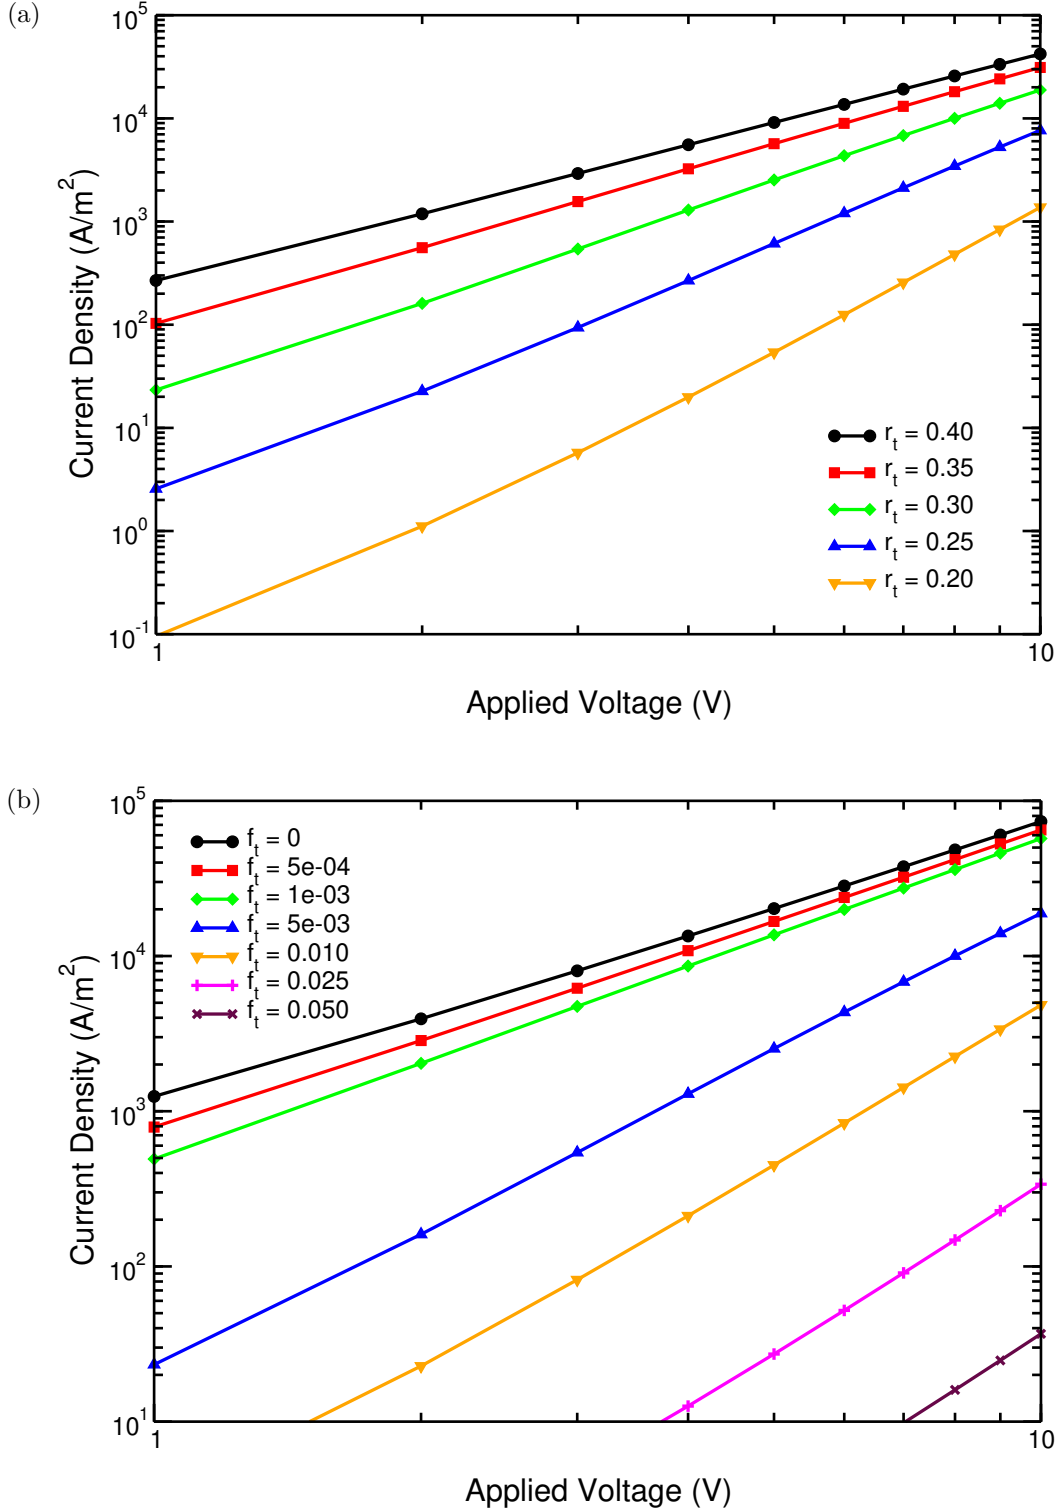 (a)
10^5
10^4
10^3
10^2
10^1
10^0
10^-1
Current Density (A/m^2)
r_t = 0.40
r_t = 0.35
r_t = 0.30
r_t = 0.25
r_t = 0.20
1
10
Applied Voltage (V)
(b)
10^5
10^4
10^3
10^2
10^1
Current Density (A/m^2)
f_t = 0
f_t = 5e-04
f_t = 1e-03
f_t = 5e-03
f_t = 0.010
f_t = 0.025
f_t = 0.050
1
10
Applied Voltage (V)